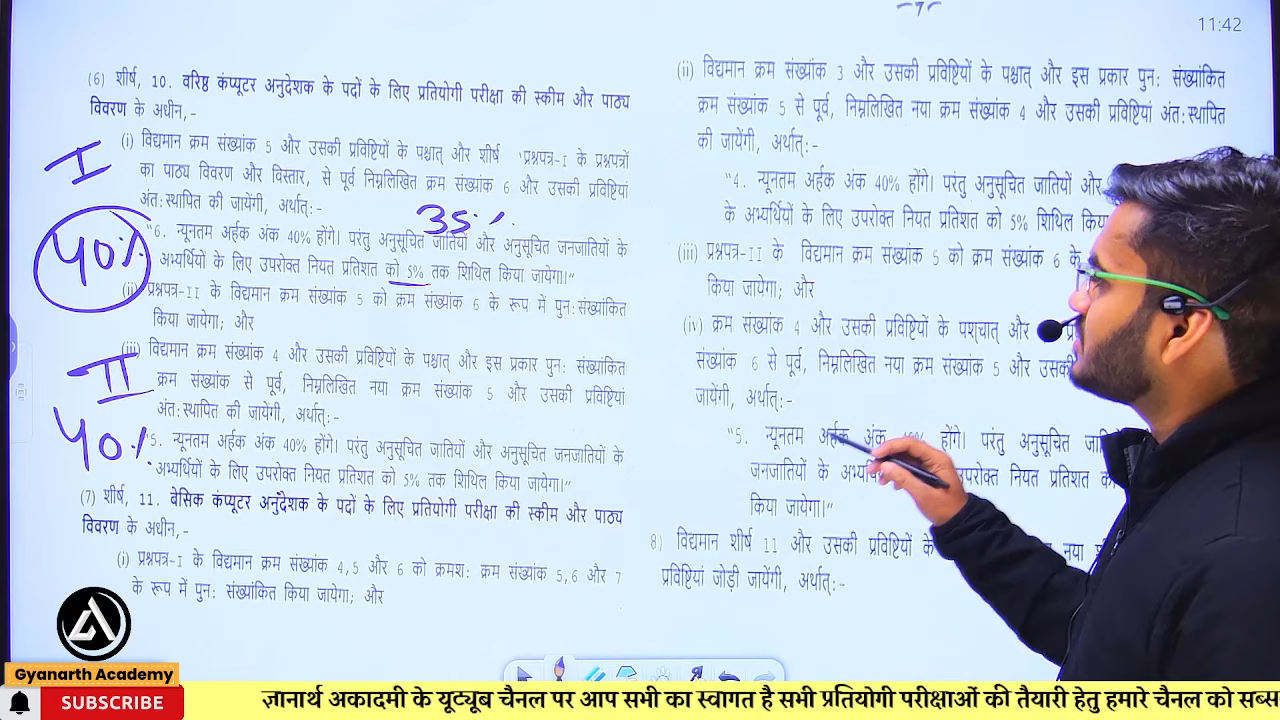 11:42
(6) शीर्ष, 10. वरिष्ठ कंप्यूटर अनुदेशक के पदों के लिए प्रतियोगी परीक्षा की स्कीम और पाठ्य
विवरण के अधीन,-
(i) विद्यमान क्रम संख्यांक 5 और उसकी प्रविष्टियों के पश्चात् और शीर्ष 'प्रश्नपत्र-I के प्रश्नपत्रों
का पाठ्य विवरण और विस्तार, से पूर्व निम्नलिखित क्रम संख्यांक 6 और उसकी प्रविष्टियां
अंत:स्थापित की जायेंगी, अर्थात्:-
I
35%
"6. न्यूनतम अर्हक अंक 40% होंगे। परंतु अनुसूचित जातियों और अनुसूचित जनजातियों के
अभ्यर्थियों के लिए उपरोक्त नियत प्रतिशत को 5% तक शिथिल किया जायेगा।"
40%
(ii) प्रश्नपत्र-II के विद्यमान क्रम संख्यांक 5 को क्रम संख्यांक 6 के रूप में पुन:संख्यांकित
किया जायेगा; और
(iii) विद्यमान क्रम संख्यांक 4 और उसकी प्रविष्टियों के पश्चात और इस प्रकार पुन: संख्यांकित
क्रम संख्यांक से पूर्व, निम्नलिखित नया क्रम संख्यांक 5 और उसकी प्रविष्टियां
अंत:स्थापित की जायेंगी, अर्थात्:-
II
40%
"5. न्यूनतम अर्हक अंक 40% होंगे। परंतु अनुसूचित जातियों और अनुसूचित जनजातियों के
अभ्यर्थियों के लिए उपरोक्त नियत प्रतिशत को 5% तक शिथिल किया जायेगा।"
(7) शीर्ष, 11. बेसिक कंप्यूटर अनुदेशक के पदों के लिए प्रतियोगी परीक्षा की स्कीम और पाठ्य
विवरण के अधीन,-
(i) प्रश्नपत्र-I के विद्यमान क्रम संख्यांक 4,5 और 6 को क्रमश: क्रम संख्यांक 5,6 और 7
के रूप में पुन: संख्यांकित किया जायेगा; और
(ii) विद्यमान क्रम संख्यांक 3 और उसकी प्रविष्टियों के पश्चात् और इस प्रकार पुन: संख्यांकित
क्रम संख्यांक 5 से पूर्व, निम्नलिखित नया क्रम संख्यांक 4 और उसकी प्रविष्टियां अंत:स्थापित
की जायेंगी, अर्थात्:-
"4. न्यूनतम अर्हक अंक 40% होंगे। परंतु अनुसूचित जातियों और
के अभ्यर्थियों के लिए उपरोक्त नियत प्रतिशत को 5% शिथिल किया
(iii) प्रश्नपत्र-II के विद्यमान क्रम संख्यांक 5 को क्रम संख्यांक 6 के
किया जायेगा; और
(iv) क्रम संख्यांक 4 और उसकी प्रविष्टियों के पश्चात् और
संख्यांक 6 से पूर्व, निम्नलिखित नया क्रम संख्यांक 5 और उसकी
जायेंगी, अर्थात्:-
"5. न्यूनतम अर्हक अंक 40% होंगे। परंतु अनुसूचित
जनजातियों के उपरोक्त नियत प्रतिशत
किया जायेगा।"
8) विद्यमान शीर्ष 11 और उसकी प्रविष्टियों के नया
प्रविष्टियां जोड़ी जायेंगी, अर्थात्:-
Gyanarth Academy
SUBSCRIBE
ज्ञानार्थ अकादमी के यूट्यूब चैनल पर आप सभी का स्वागत है सभी प्रतियोगी परीक्षाओं की तैयारी हेतु हमारे चैनल को